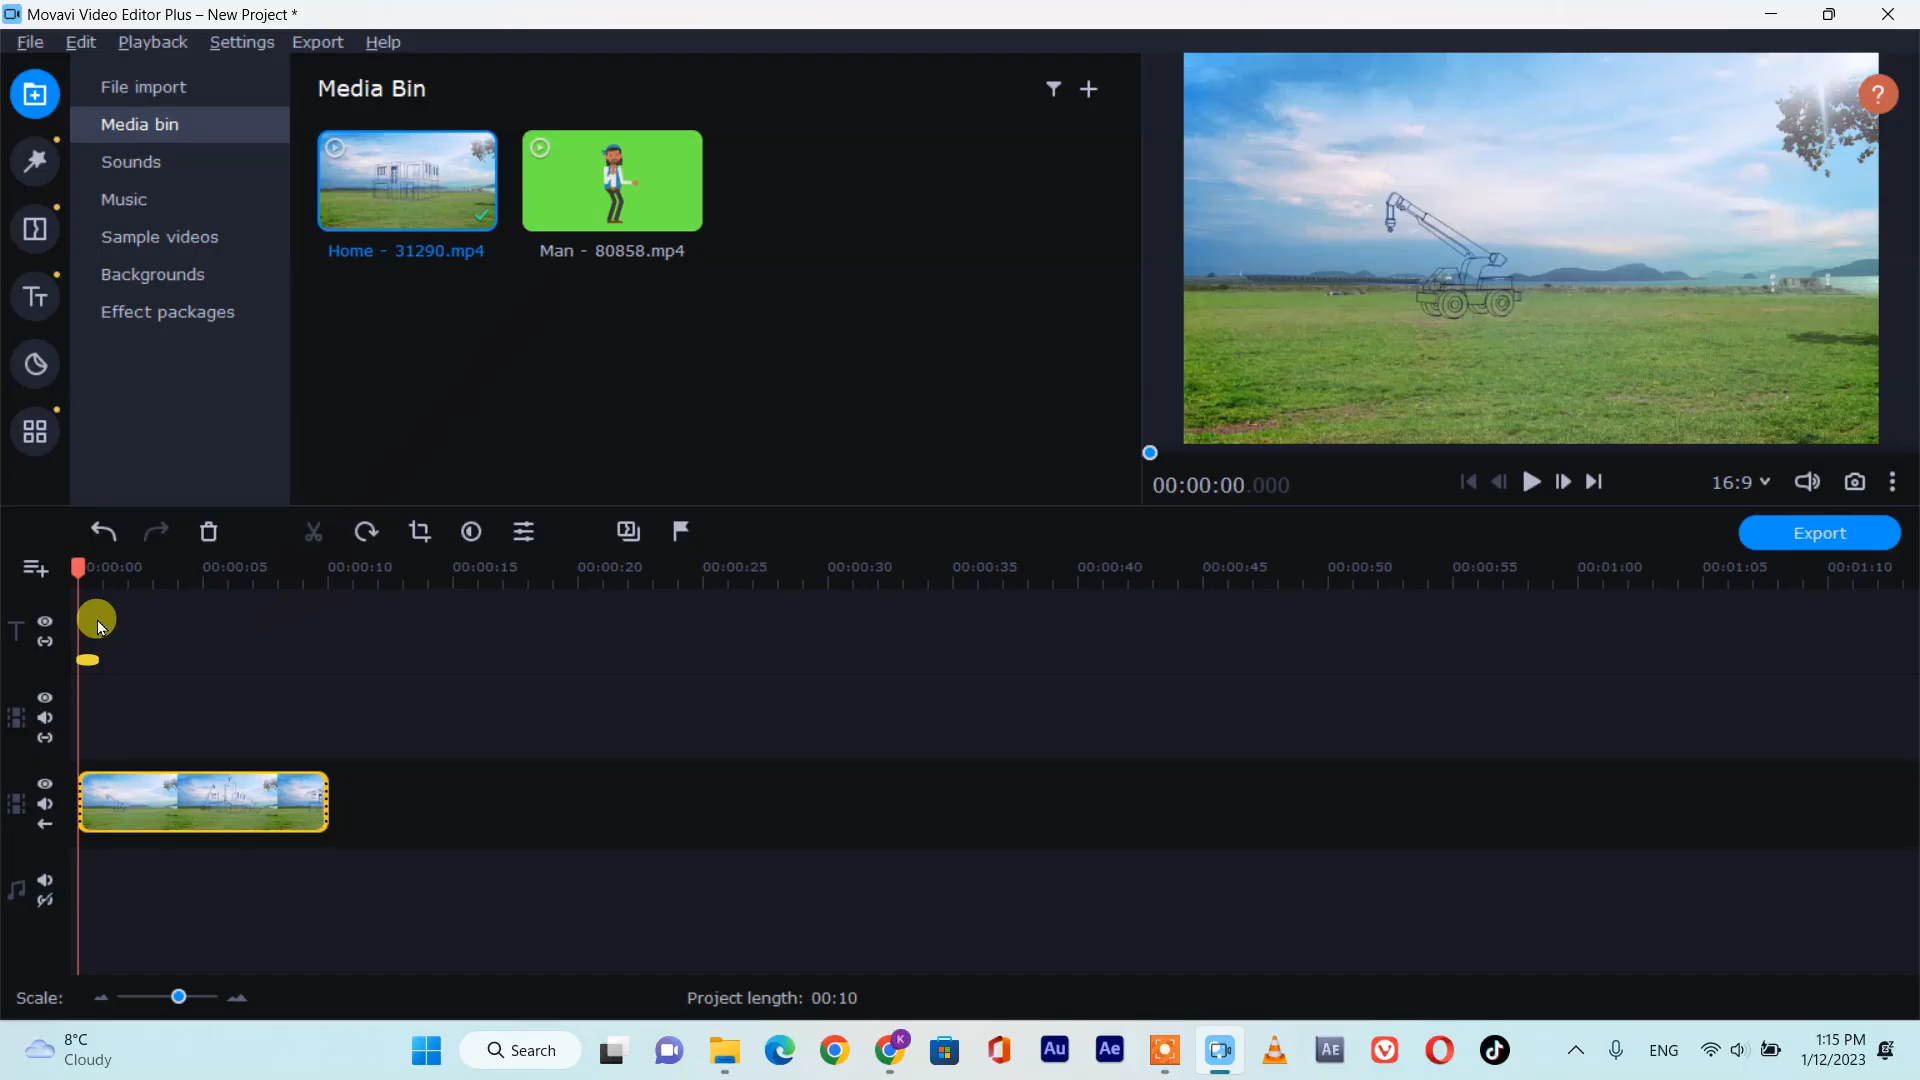 Movavi Video Editor Plus – New Project *
File Edit Playback Settings Export Help
File import
Media bin
Sounds
Music
Sample videos
Backgrounds
Effect packages
Media Bin
Home - 31290.mp4
Man - 80858.mp4
?
00:00:00.000
16:9
Export
0:00:00 00:00:05 00:00:10 00:00:15 00:00:20 00:00:25 00:00:30 00:00:35 00:00:40 00:00:45 00:00:50 00:00:55 00:01:00 00:01:05 00:01:10
Scale:
Project length: 00:10
8°C
Cloudy
Search
K
Au
Ae
AE
ENG
1:15 PM
1/12/2023